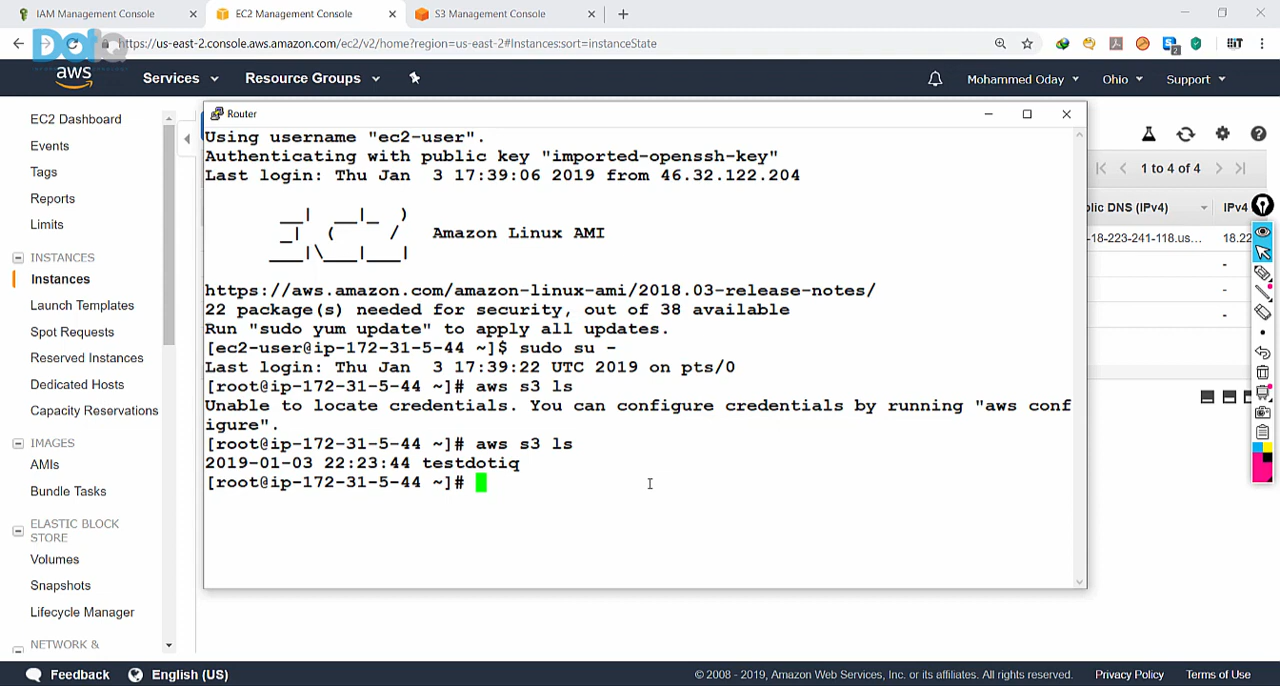 IAM Management Console
EC2 Management Console
S3 Management Console
https://us-east-2.console.aws.amazon.com/ec2/v2/home?region=us-east-2#Instances:sort=instanceState
aws
Services
Resource Groups
Mohammed Oday
Ohio
Support
EC2 Dashboard
Events
Tags
Reports
Limits
INSTANCES
Instances
Launch Templates
Spot Requests
Reserved Instances
Dedicated Hosts
Capacity Reservations
IMAGES
AMIs
Bundle Tasks
ELASTIC BLOCK
STORE
Volumes
Snapshots
Lifecycle Manager
NETWORK &
Router
Using username "ec2-user".
Authenticating with public key "imported-openssh-key"
Last login: Thu Jan  3 17:39:06 2019 from 46.32.122.204
Amazon Linux AMI
https://aws.amazon.com/amazon-linux-ami/2018.03-release-notes/
22 package(s) needed for security, out of 38 available
Run "sudo yum update" to apply all updates.
[ec2-user@ip-172-31-5-44 ~]$ sudo su -
Last login: Thu Jan  3 17:39:22 UTC 2019 on pts/0
[root@ip-172-31-5-44 ~]# aws s3 ls
Unable to locate credentials. You can configure credentials by running "aws conf
igure".
[root@ip-172-31-5-44 ~]# aws s3 ls
2019-01-03 22:23:44 testdotiq
[root@ip-172-31-5-44 ~]#
1 to 4 of 4
lic DNS (IPv4)
IPv4
-18-223-241-118.us...
18.22
Feedback
English (US)
© 2008 - 2019, Amazon Web Services, Inc. or its affiliates. All rights reserved.
Privacy Policy
Terms of Use